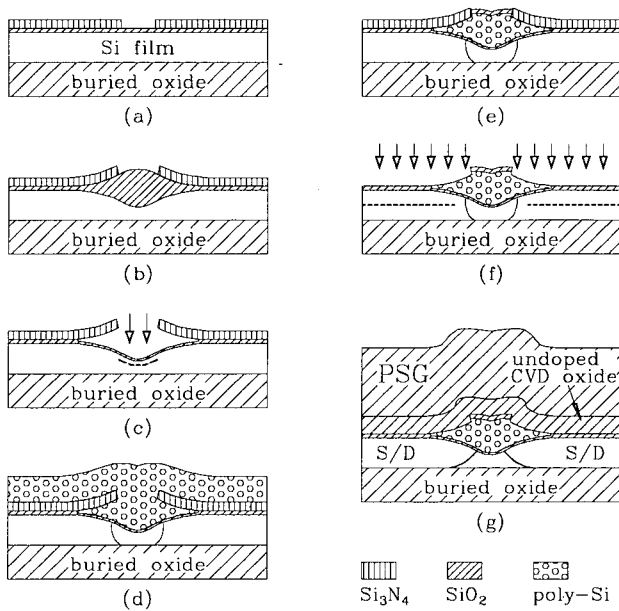 Si film
buried oxide
(a)
buried oxide
(b)
buried oxide
(c)
buried oxide
(d)
buried oxide
(e)
buried oxide
(f)
PSG
undoped
CVD oxide
S/D
S/D
buried oxide
(g)
Si₃N₄
SiO₂
poly-Si